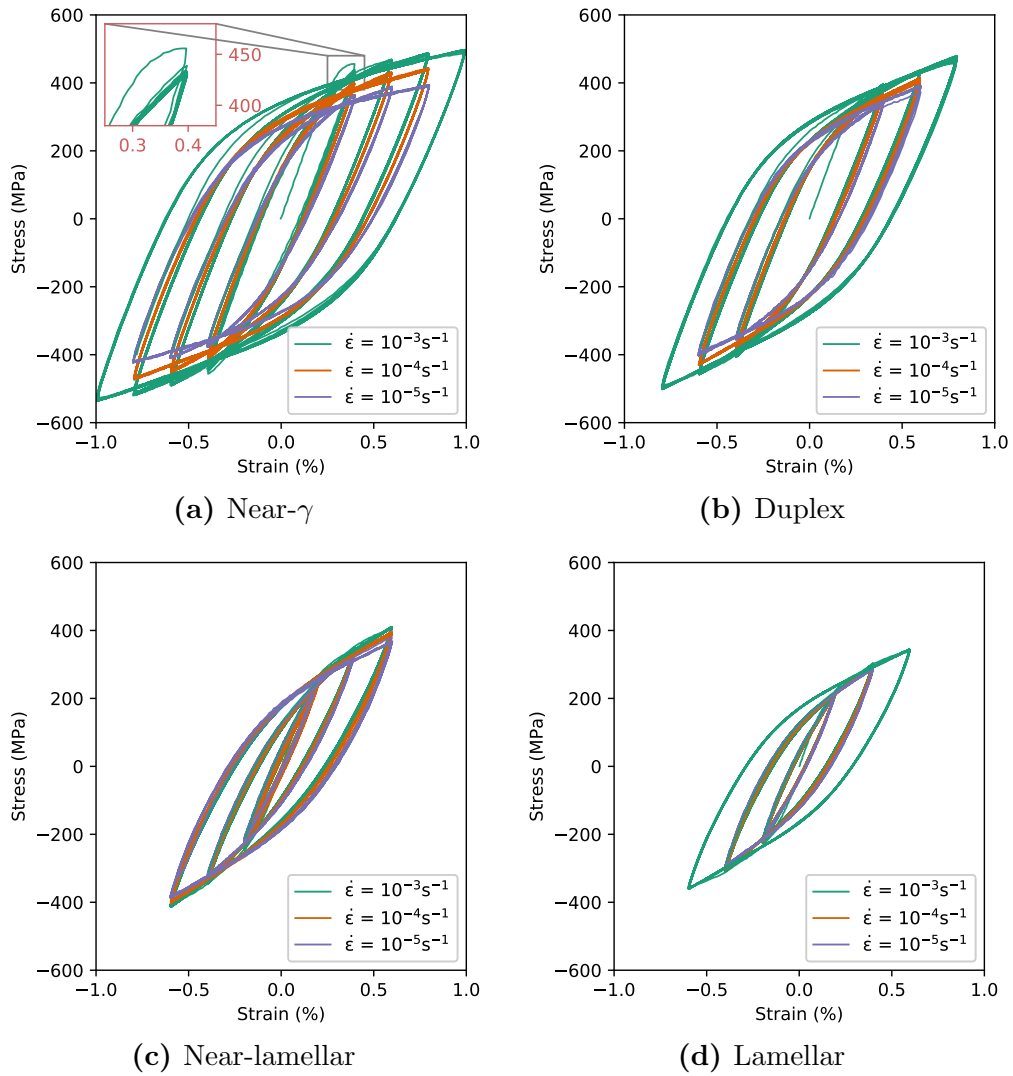 600
400
200
0
−200
−400
−600
Stress (MPa)
450
400
0.3 0.4
ε̇ = 10⁻³s⁻¹
ε̇ = 10⁻⁴s⁻¹
ε̇ = 10⁻⁵s⁻¹
−1.0 −0.5 0.0 0.5 1.0
Strain (%)
(a) Near-γ
600
400
200
0
−200
−400
−600
Stress (MPa)
ε̇ = 10⁻³s⁻¹
ε̇ = 10⁻⁴s⁻¹
ε̇ = 10⁻⁵s⁻¹
−1.0 −0.5 0.0 0.5 1.0
Strain (%)
(b) Duplex
600
400
200
0
−200
−400
−600
Stress (MPa)
ε̇ = 10⁻³s⁻¹
ε̇ = 10⁻⁴s⁻¹
ε̇ = 10⁻⁵s⁻¹
−1.0 −0.5 0.0 0.5 1.0
Strain (%)
(c) Near-lamellar
600
400
200
0
−200
−400
−600
Stress (MPa)
ε̇ = 10⁻³s⁻¹
ε̇ = 10⁻⁴s⁻¹
ε̇ = 10⁻⁵s⁻¹
−1.0 −0.5 0.0 0.5 1.0
Strain (%)
(d) Lamellar